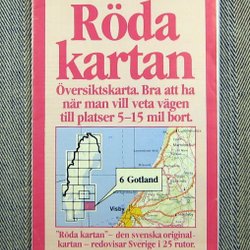 Röda
kartan
Översiktskarta. Bra att ha
när man vill veta vägen
till platser 5–15 mil bort.
6 Gotland
Visby
"Röda kartan" – den svenska original-
kartan – redovisar Sverige i 25 rutor.